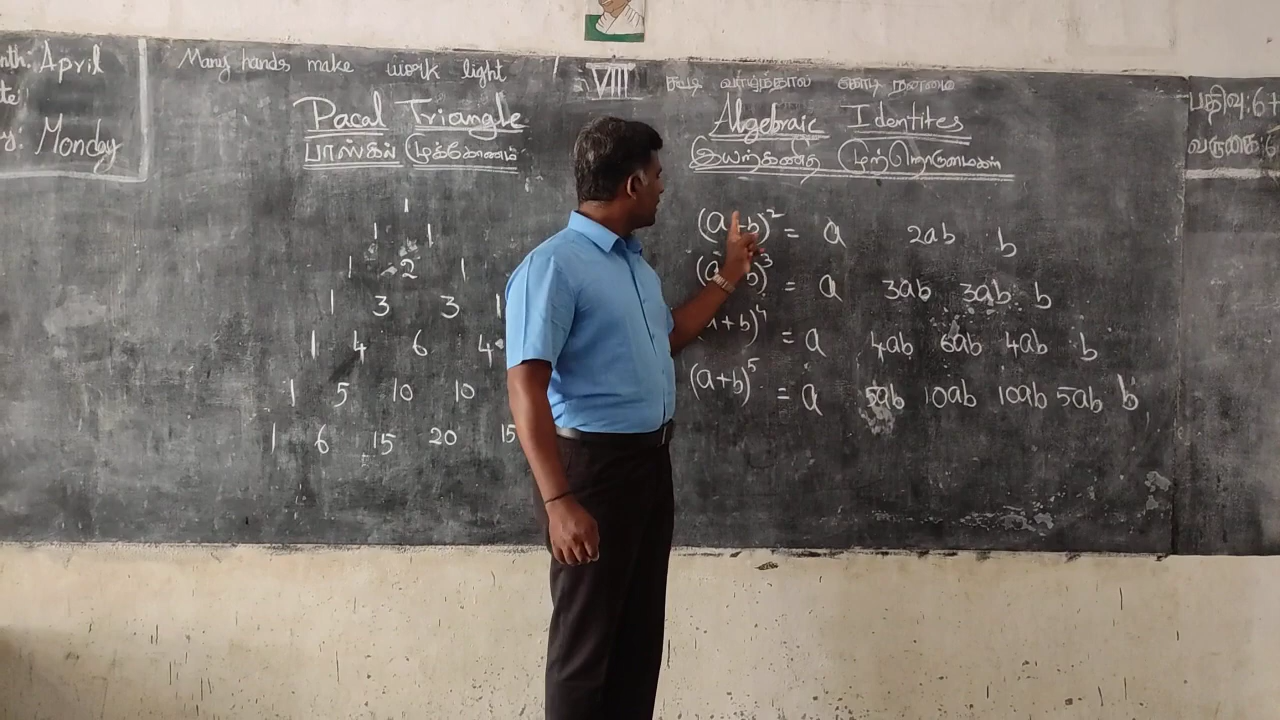 Many hands make work light
VIII
கூடி வாழ்ந்தால் கோடி நன்மை
nth: April
te:
y: Monday
Pacal Triangle
பாஸ்கல் முக்கோணம்
1
1 1
1 2 1
1 3 3 1
1 4 6 4
1 5 10 10
1 6 15 20 15
Algebraic Identites
இயற்கணித முற்றொருமைகள்
(a+b)² = a 2ab b
(a b)³ = a 3ab 3ab b
a+b)⁴ = a 4ab 6ab 4ab b
(a+b)⁵ = a 5ab 10ab 10ab 5ab b
பதிவு: 6+
வருகை: 6